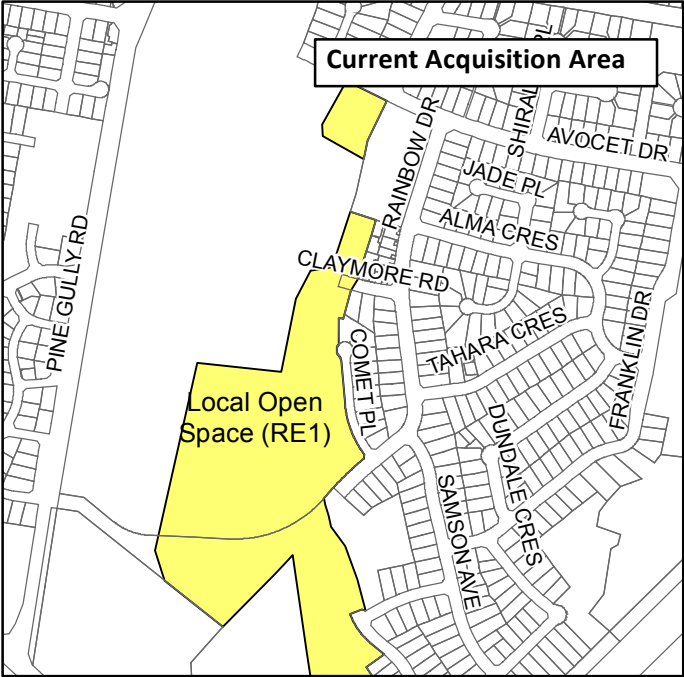 Current Acquisition Area
SHIRAL
PL
AVOCET DR
RAINBOW DR
JADE PL
ALMA CRES
CLAYMORE RD
PINE GULLY RD
TAHARA CRES
FRANKLIN DR
COMET PL
Local Open
Space (RE1)
DUNDALE CRES
SAMSON AVE